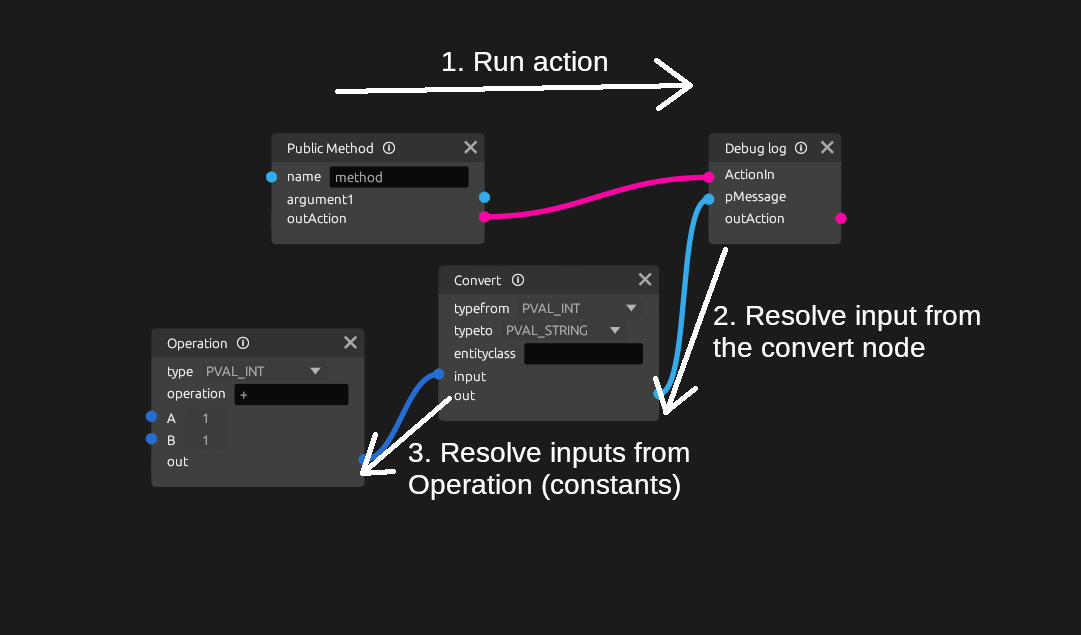 1. Run action
Public Method
name method
argument1
outAction
Debug log
ActionIn
pMessage
outAction
Convert
typefrom PVAL_INT
typeto PVAL_STRING
entityclass
input
out
2. Resolve input from
the convert node
Operation
type PVAL_INT
operation +
A 1
B 1
out
3. Resolve inputs from
Operation (constants)